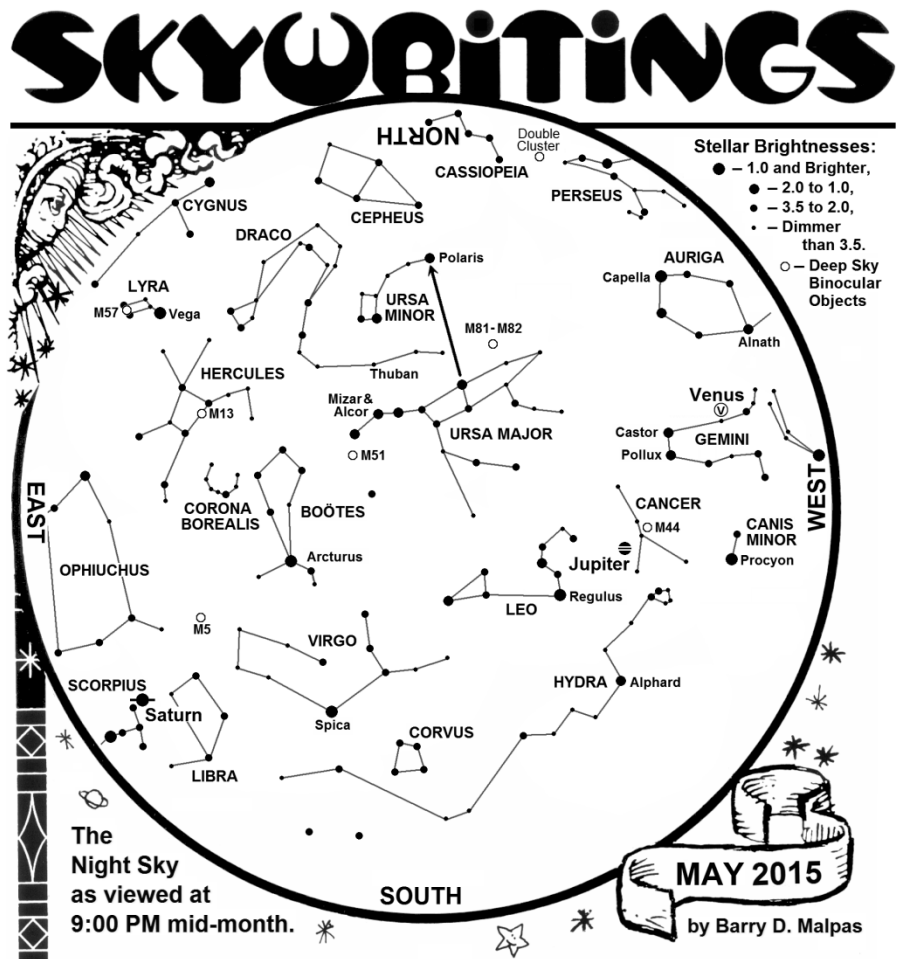 SKYWRITINGS
NORTH
Double
Cluster
CASSIOPEIA
PERSEUS
Stellar Brightnesses:
– 1.0 and Brighter,
– 2.0 to 1.0,
– 3.5 to 2.0,
– Dimmer
than 3.5.
– Deep Sky
Binocular
Objects
CYGNUS
CEPHEUS
DRACO
Polaris
AURIGA
Capella
LYRA
M57
Vega
URSA
MINOR
M81-M82
Alnath
Thuban
HERCULES
M13
Mizar &
Alcor
URSA MAJOR
M51
Venus
V
Castor
GEMINI
Pollux
WEST
EAST
CORONA
BOREALIS
BOÖTES
CANCER
M44
CANIS
MINOR
Procyon
OPHIUCHUS
Arcturus
Jupiter
LEO
Regulus
M5
VIRGO
HYDRA
Alphard
SCORPIUS
Saturn
Spica
CORVUS
LIBRA
The
Night Sky
as viewed at
9:00 PM mid-month.
SOUTH
MAY 2015
by Barry D. Malpas